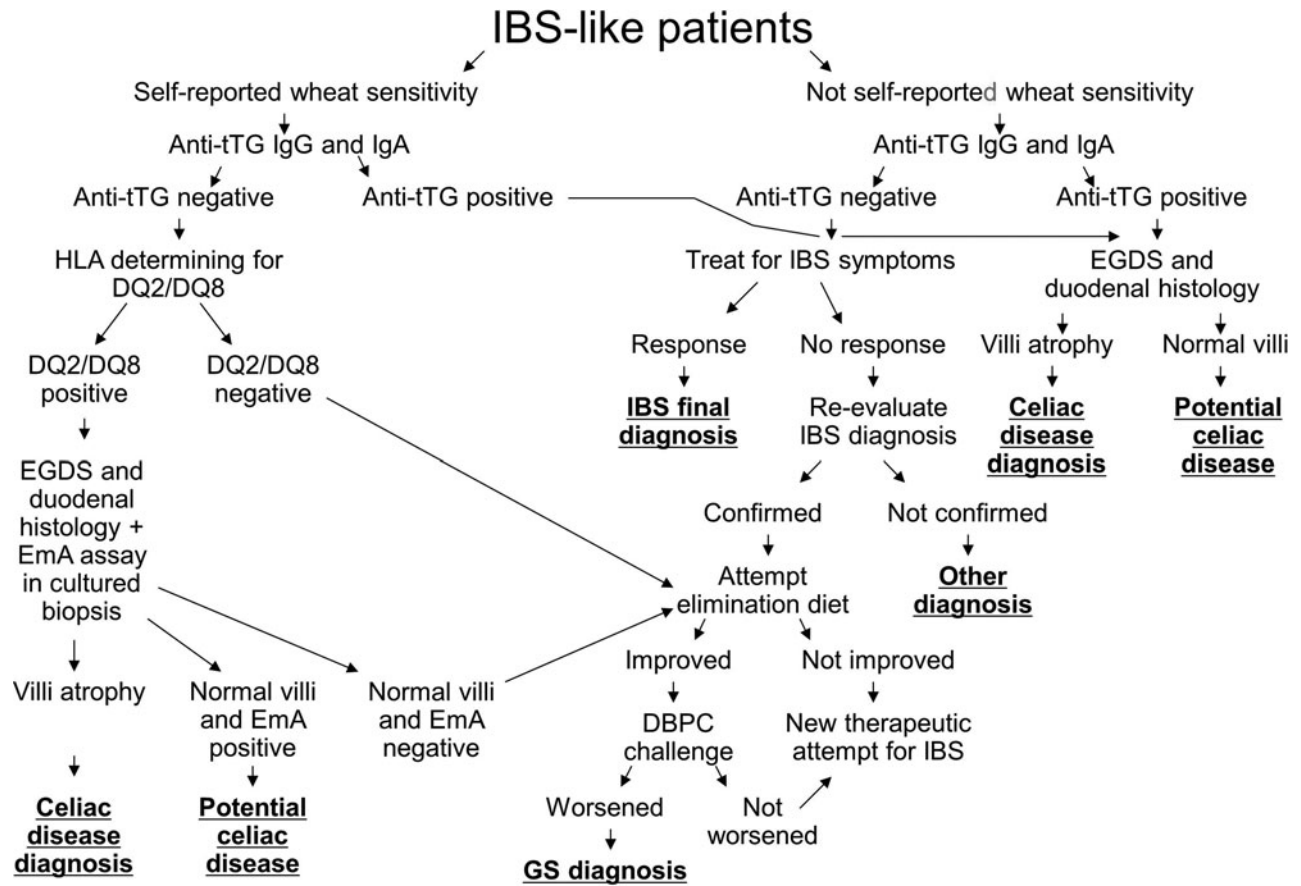 IBS-like patients
Self-reported wheat sensitivity
Not self-reported wheat sensitivity
Anti-tTG IgG and IgA
Anti-tTG IgG and IgA
Anti-tTG negative
Anti-tTG positive
Anti-tTG negative
Anti-tTG positive
HLA determining for
DQ2/DQ8
Treat for IBS symptoms
EGDS and
duodenal histology
DQ2/DQ8
positive
DQ2/DQ8
negative
Response
No response
Villi atrophy
Normal villi
IBS final
diagnosis
Re-evaluate
IBS diagnosis
Celiac
disease
diagnosis
Potential
celiac
disease
EGDS and
duodenal
histology +
EmA assay
in cultured
biopsis
Confirmed
Not confirmed
Attempt
elimination diet
Other
diagnosis
Villi atrophy
Normal villi
and EmA
positive
Normal villi
and EmA
negative
Improved
Not improved
DBPC
challenge
New therapeutic
attempt for IBS
Celiac
disease
diagnosis
Potential
celiac
disease
Worsened
Not
worsened
GS diagnosis